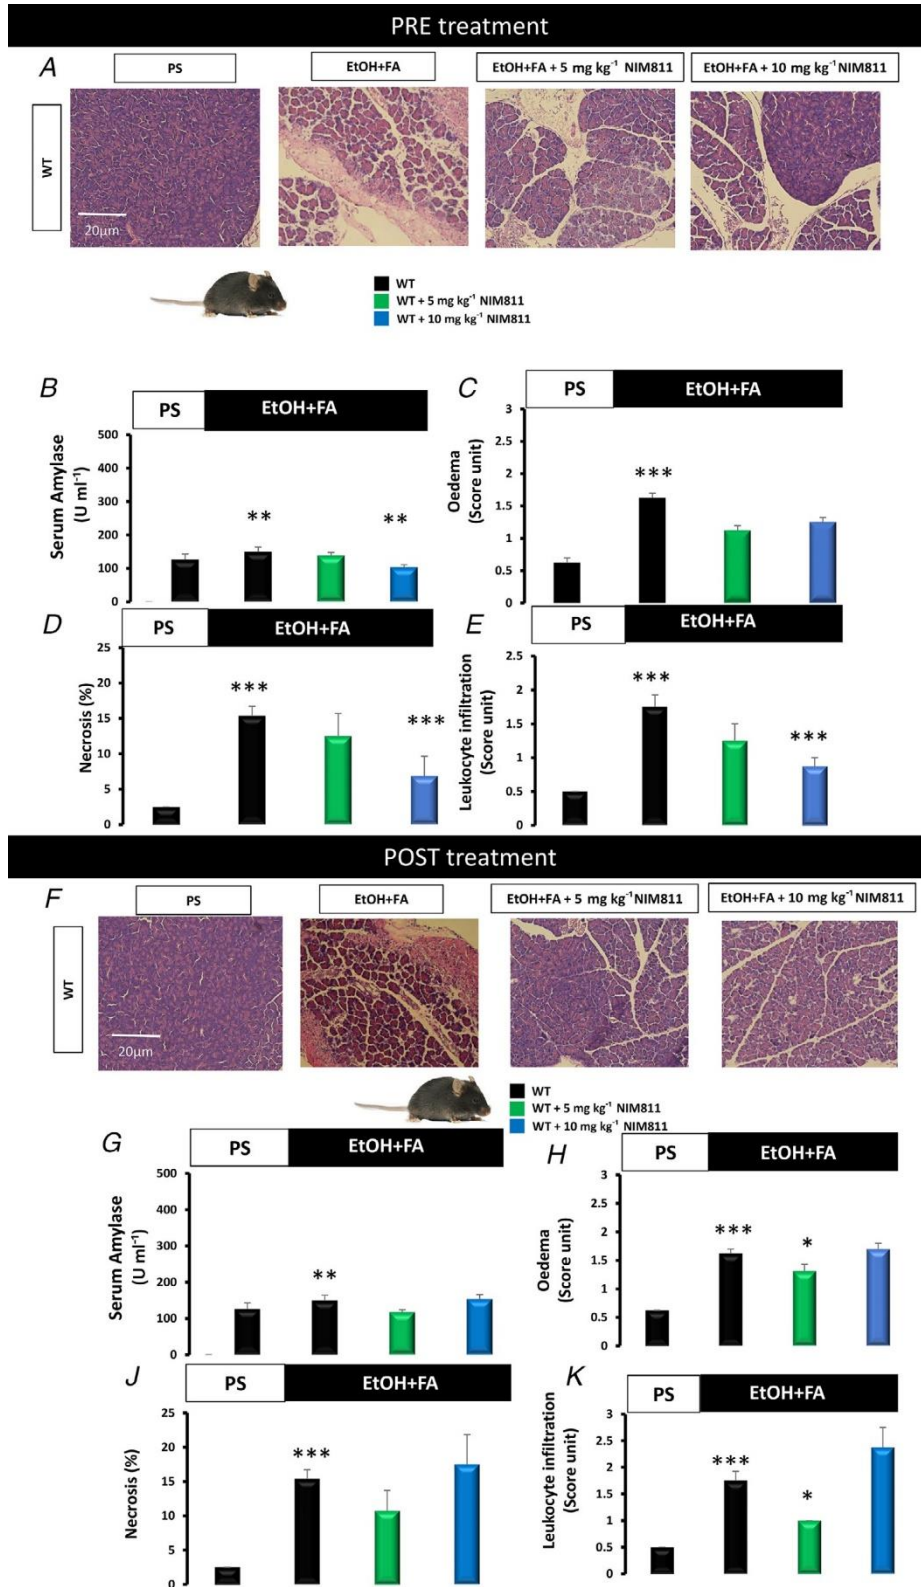 PRE treatment
A
PS
EtOH+FA
EtOH+FA + 5 mg kg⁻¹ NIM811
EtOH+FA + 10 mg kg⁻¹ NIM811
WT
20µm
WT
WT + 5 mg kg⁻¹ NIM811
WT + 10 mg kg⁻¹ NIM811
B
PS
EtOH+FA
Serum Amylase
(U ml⁻¹)
500
400
300
200
100
0
**
**
C
PS
EtOH+FA
Oedema
(Score unit)
3
2.5
2
1.5
1
0.5
0
***
D
PS
EtOH+FA
Necrosis (%)
25
20
15
10
5
0
***
***
E
PS
EtOH+FA
Leukocyte infiltration
(Score unit)
2.5
2
1.5
1
0.5
0
***
***
POST treatment
F
PS
EtOH+FA
EtOH+FA + 5 mg kg⁻¹ NIM811
EtOH+FA + 10 mg kg⁻¹ NIM811
WT
20µm
WT
WT + 5 mg kg⁻¹ NIM811
WT + 10 mg kg⁻¹ NIM811
G
PS
EtOH+FA
Serum Amylase
(U ml⁻¹)
500
400
300
200
100
0
**
H
PS
EtOH+FA
Oedema
(Score unit)
3
2.5
2
1.5
1
0.5
0
***
*
J
PS
EtOH+FA
Necrosis (%)
25
20
15
10
5
0
***
K
PS
EtOH+FA
Leukocyte infiltration
(Score unit)
3
2.5
2
1.5
1
0.5
0
***
*